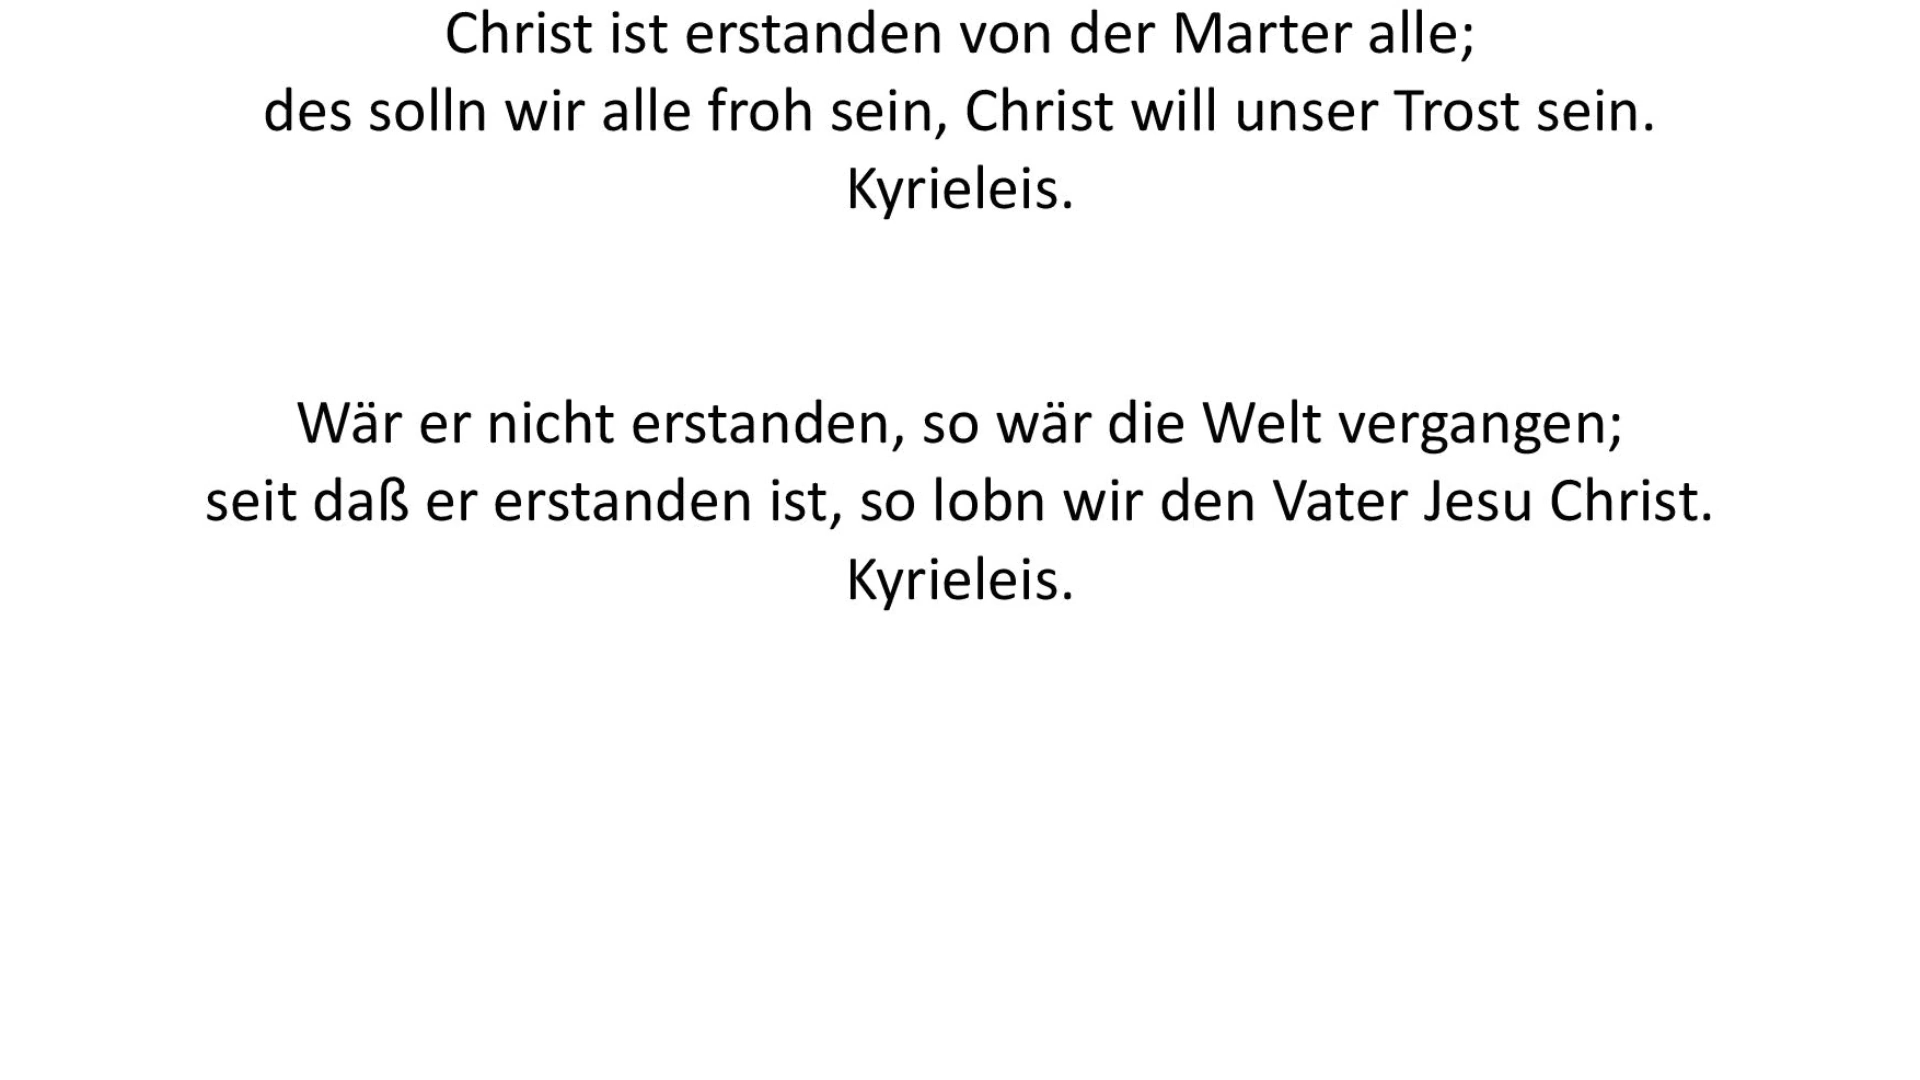 Christ ist erstanden von der Marter alle;
des solln wir alle froh sein, Christ will unser Trost sein.
Kyrieleis.
Wär er nicht erstanden, so wär die Welt vergangen;
seit daß er erstanden ist, so lobn wir den Vater Jesu Christ.
Kyrieleis.